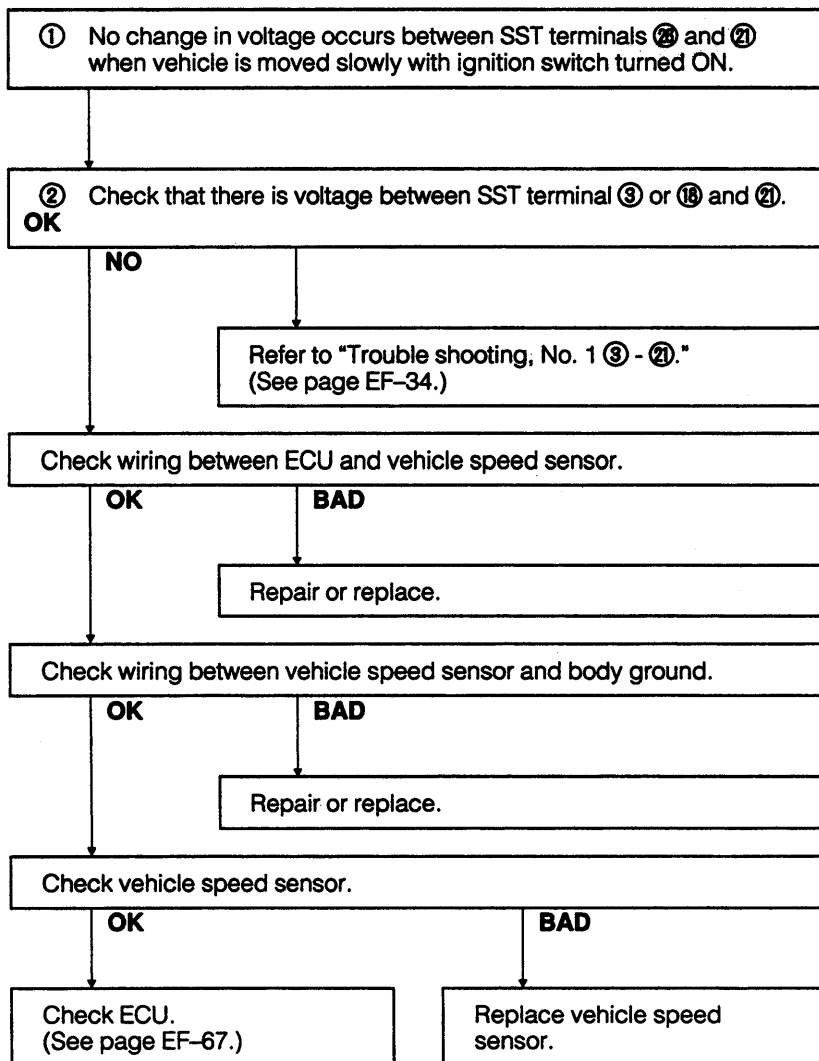 ① No change in voltage occurs between SST terminals and ㉑
when vehicle is moved slowly with ignition switch turned ON.
② Check that there is voltage between SST terminal ③ or and ㉑.
OK
NO
Refer to "Trouble shooting, No. 1 ③ - ㉑."
(See page EF–34.)
Check wiring between ECU and vehicle speed sensor.
OK BAD
Repair or replace.
Check wiring between vehicle speed sensor and body ground.
OK BAD
Repair or replace.
Check vehicle speed sensor.
OK BAD
Check ECU.
(See page EF–67.)
Replace vehicle speed
sensor.